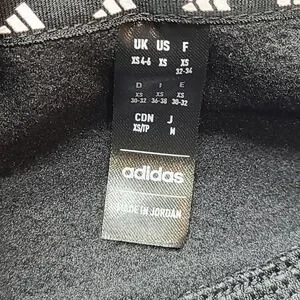 UK US F
XS 4-6 XS XS
32-34
D I E
XS XS XS
30-32 36-38 30-32
CDN J
XS/TP M
adidas
MADE IN JORDAN